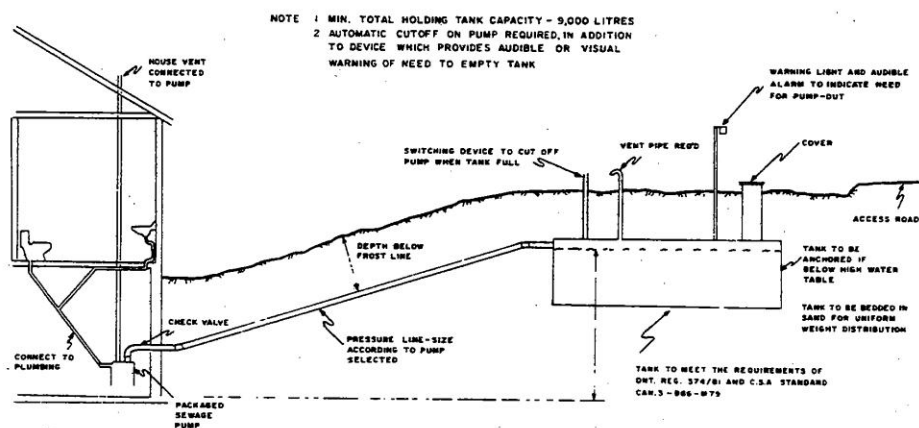 NOTE 1 MIN. TOTAL HOLDING TANK CAPACITY - 9,000 LITRES
2 AUTOMATIC CUTOFF ON PUMP REQUIRED, IN ADDITION
TO DEVICE WHICH PROVIDES AUDIBLE OR VISUAL
WARNING OF NEED TO EMPTY TANK
HOUSE VENT
CONNECTED
TO PUMP
WARNING LIGHT AND AUDIBLE
ALARM TO INDICATE NEED
FOR PUMP-OUT
SWITCHING DEVICE TO CUT OFF
PUMP WHEN TANK FULL
VENT PIPE REQ'D
COVER
ACCESS ROAD
DEPTH BELOW
FROST LINE
TANK TO BE
ANCHORED IF
BELOW HIGH WATER
TABLE
TANK TO BE BEDDED IN
SAND FOR UNIFORM
WEIGHT DISTRIBUTION
CHECK VALVE
CONNECT TO
PLUMBING
PRESSURE LINE-SIZE
ACCORDING TO PUMP
SELECTED
PACKAGED
SEWAGE
PUMP
TANK TO MEET THE REQUIREMENTS OF
ONT. REG. 374/81 AND C.S.A STANDARD
CAN.3-B66-M79